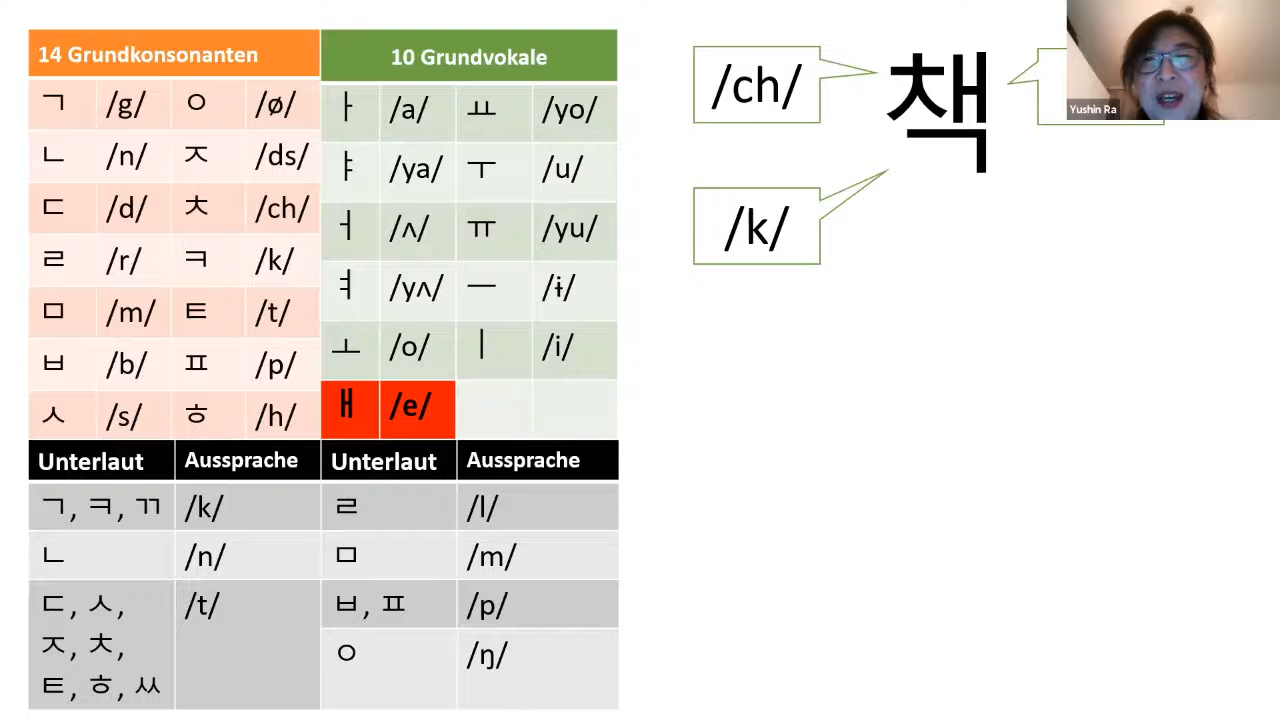 14 Grundkonsonanten 10 Grundvokale
ㄱ /g/ ㅇ /ø/ ㅏ /a/ ㅛ /yo/
ㄴ /n/ ㅈ /ds/ ㅑ /ya/ ㅜ /u/
ㄷ /d/ ㅊ /ch/ ㅓ /ʌ/ ㅠ /yu/
ㄹ /r/ ㅋ /k/ ㅕ /yʌ/ ㅡ /ɨ/
ㅁ /m/ ㅌ /t/ ㅗ /o/ ㅣ /i/
ㅂ /b/ ㅍ /p/ ㅐ /e/
ㅅ /s/ ㅎ /h/
Unterlaut Aussprache Unterlaut Aussprache
ㄱ, ㅋ, ㄲ /k/ ㄹ /l/
ㄴ /n/ ㅁ /m/
ㄷ, ㅅ, /t/ ㅂ, ㅍ /p/
ㅈ, ㅊ, ㅇ /ŋ/
ㅌ, ㅎ, ㅆ
/ch/ 책
/k/
Yushin Ra